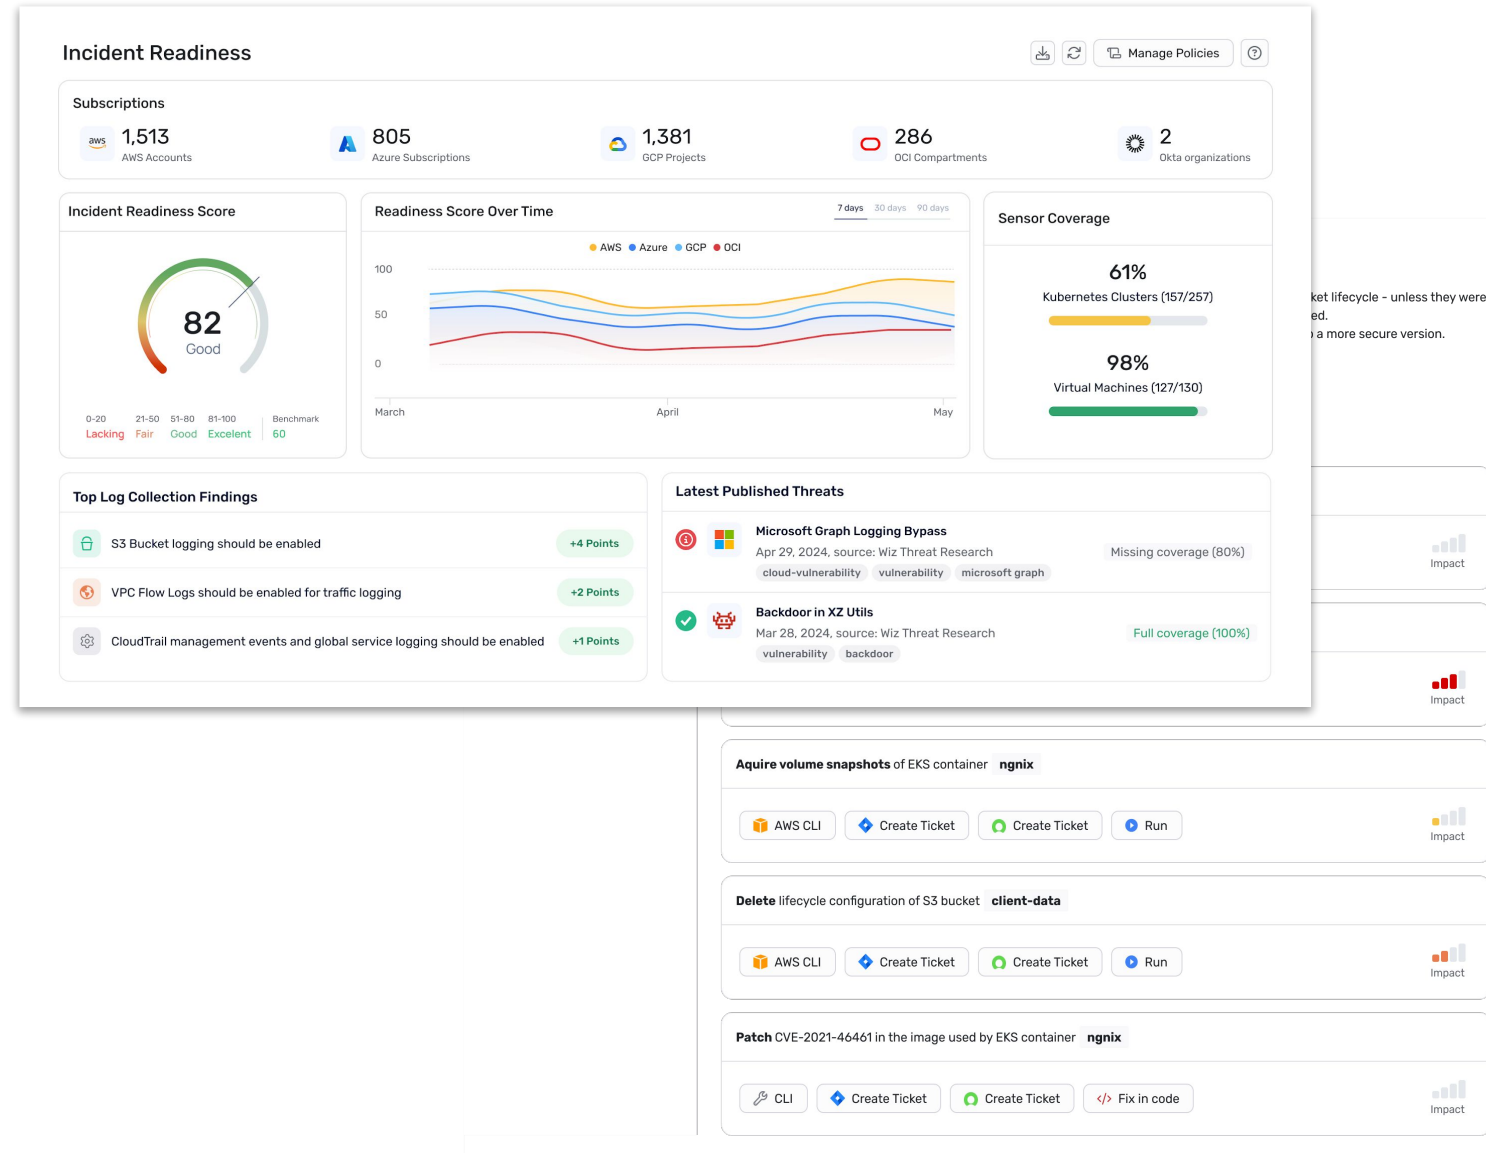 Incident Readiness
Manage Policies
Subscriptions
aws
1,513
AWS Accounts
805
Azure Subscriptions
1,381
GCP Projects
286
OCI Compartments
2
Okta organizations
Incident Readiness Score
82
Good
0-20 21-50 51-80 81-100 Benchmark
Lacking Fair Good Excelent 60
Readiness Score Over Time
7 days 30 days 90 days
AWS Azure GCP OCI
100
50
0
March April May
Sensor Coverage
61%
Kubernetes Clusters (157/257)
98%
Virtual Machines (127/130)
Top Log Collection Findings
S3 Bucket logging should be enabled +4 Points
VPC Flow Logs should be enabled for traffic logging +2 Points
CloudTrail management events and global service logging should be enabled +1 Points
Latest Published Threats
Microsoft Graph Logging Bypass
Apr 29, 2024, source: Wiz Threat Research Missing coverage (80%)
cloud-vulnerability vulnerability microsoft graph
Backdoor in XZ Utils
Mar 28, 2024, source: Wiz Threat Research Full coverage (100%)
vulnerability backdoor
lifecycle - unless they were
a more secure version.
Impact
Impact
Aquire volume snapshots of EKS container ngnix
AWS CLI Create Ticket Create Ticket Run
Impact
Delete lifecycle configuration of S3 bucket client-data
AWS CLI Create Ticket Create Ticket Run
Impact
Patch CVE-2021-46461 in the image used by EKS container ngnix
CLI Create Ticket Create Ticket Fix in code
Impact